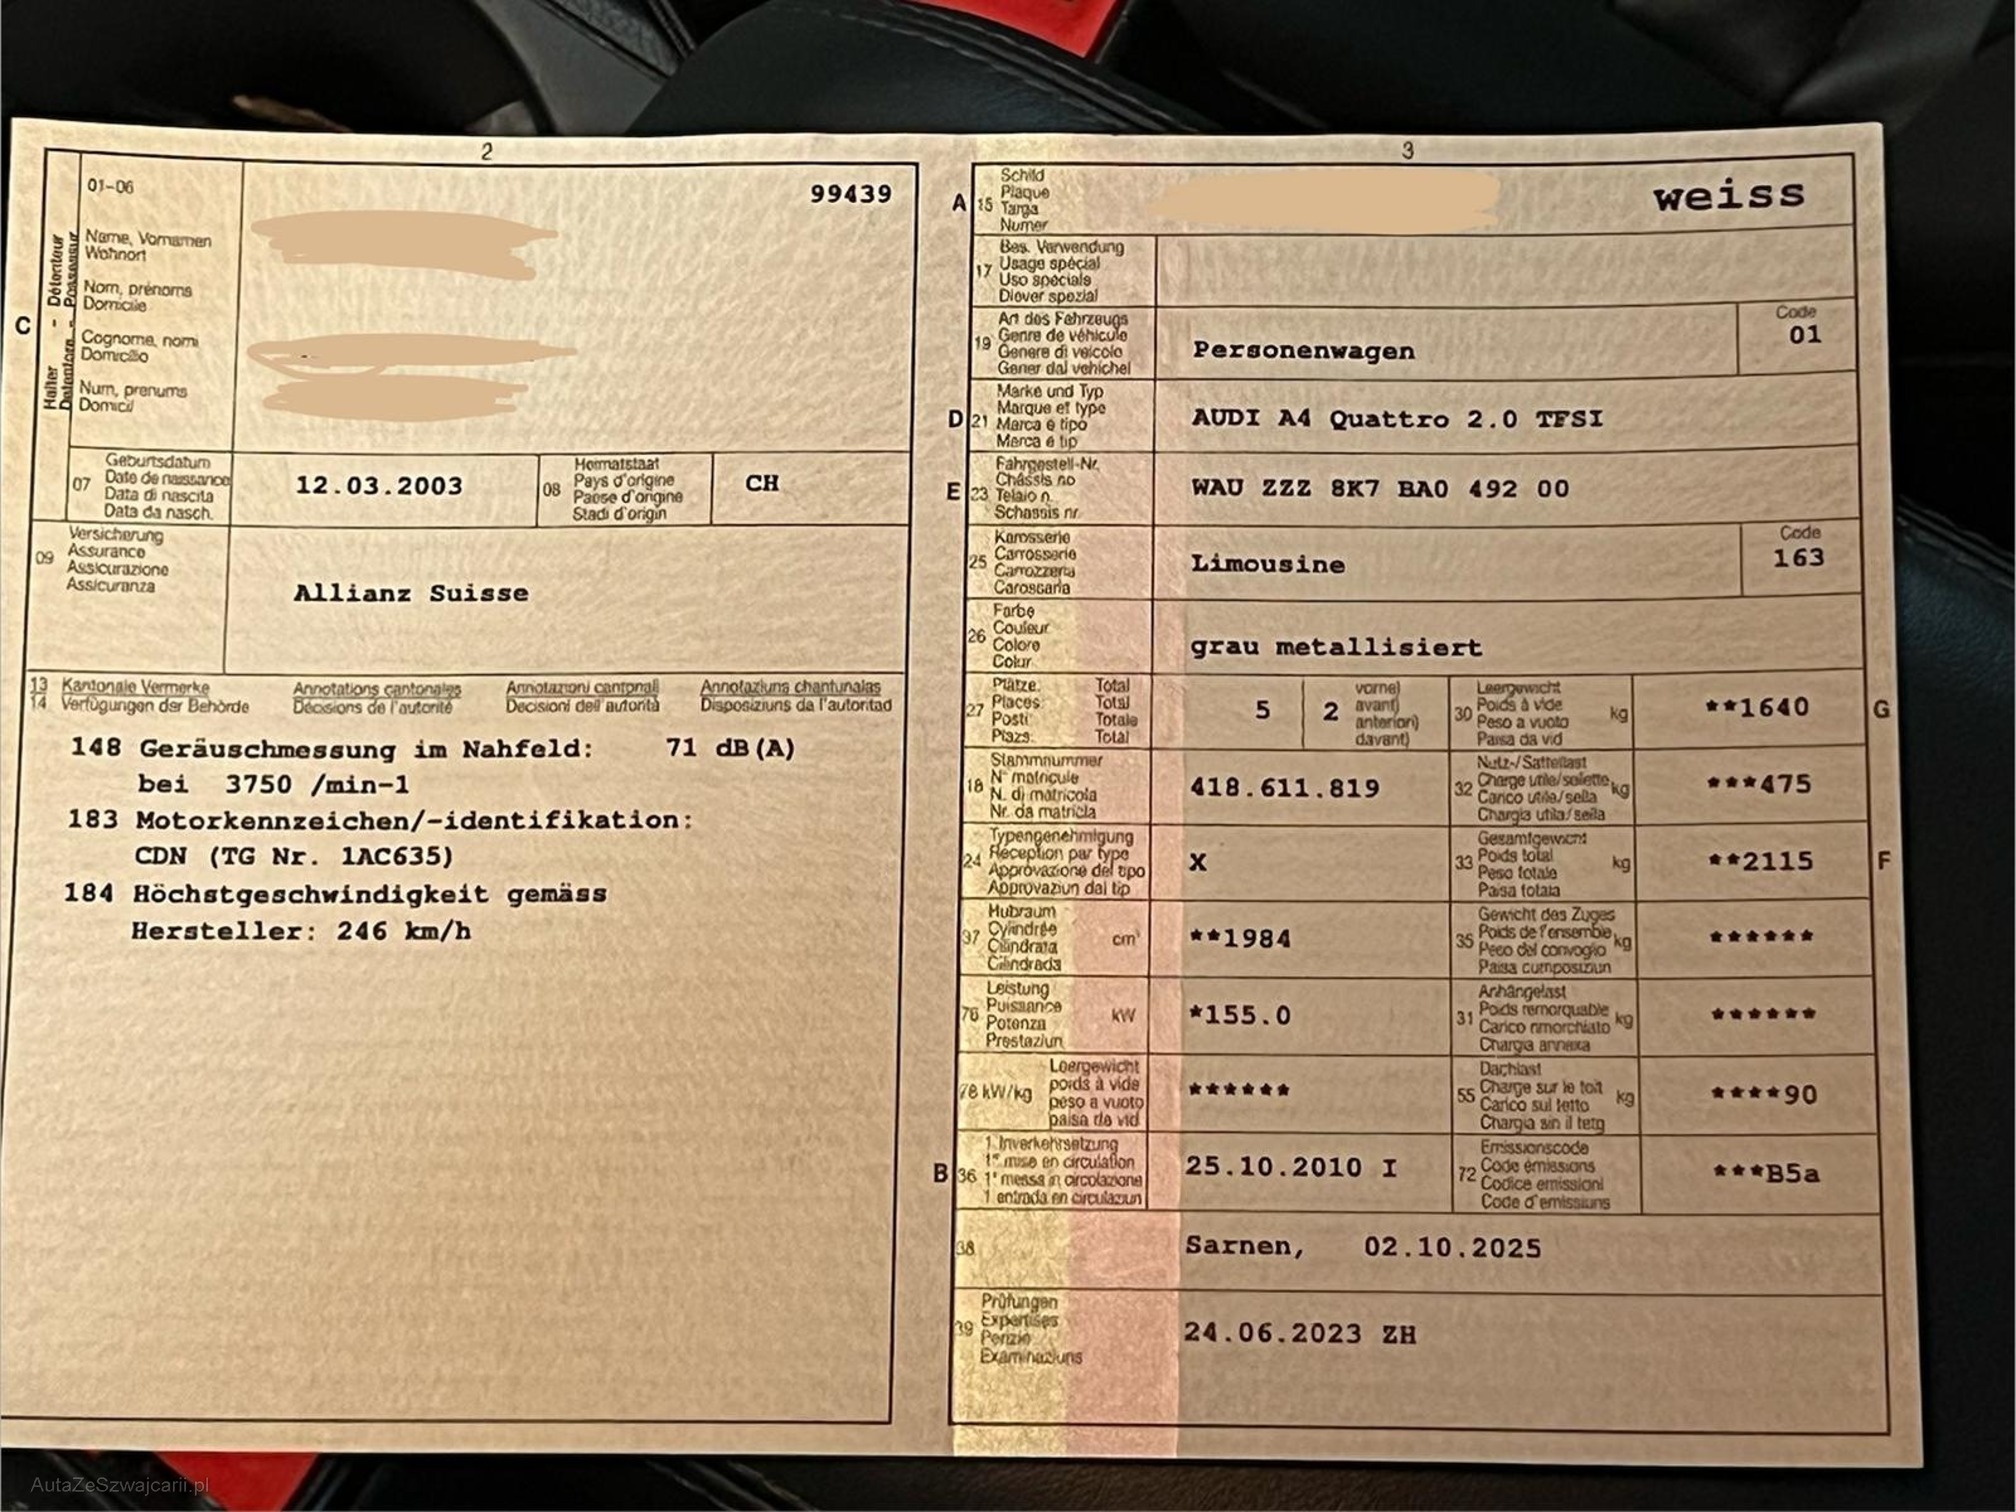 2
01-06
99439
Halter - Détenteur
Detentore - Possessur
C
Name, Vornamen
Wohnort
Nom, prénoms
Domicile
Cognome, nomi
Domicilio
Num, prenums
Domicil
07
Geburtsdatum
Date de naissance
Data di nascita
Data da nasch.
12.03.2003
08
Heimatstaat
Pays d'origine
Paese d'origine
Stadi d'origin
CH
09
Versicherung
Assurance
Assicurazione
Assicuranza
Allianz Suisse
13 Kantonale Vermerke Annotations cantonales Annotazioni cantonali Annotaziuns chantunalas
14 Verfügungen der Behörde Décisions de l'autorité Decisioni dell'autorità Disposiziuns da l'autoritad
148 Geräuschmessung im Nahfeld: 71 dB(A)
bei 3750 /min-1
183 Motorkennzeichen/-identifikation:
CDN (TG Nr. 1AC635)
184 Höchstgeschwindigkeit gemäss
Hersteller: 246 km/h
3
A 15
Schild
Plaque
Targa
Numer
weiss
17
Bes. Verwendung
Usage spécial
Uso speciale
Diever spezial
19
Art des Fahrzeugs
Genre de véhicule
Genere di veicolo
Gener dal vehichel
Personenwagen
Code
01
D 21
Marke und Typ
Marque et type
Marca e tipo
Marca e tip
AUDI A4 Quattro 2.0 TFSI
E 23
Fahrgestell-Nr.
Châssis no
Telaio n.
Schassis nr.
WAU ZZZ 8K7 BA0 492 00
25
Karosserie
Carrosserie
Carrozzeria
Carossaria
Limousine
Code
163
26
Farbe
Couleur
Colore
Colur
grau metallisiert
27
Plätze: Total
Places: Total
Posti: Totale
Plazs: Total
5
2
vorne)
avant)
anteriori)
davant)
30
Leergewicht
Poids à vide
Peso a vuoto
Paisa da vid
kg
**1640
G
18
Stammnummer
N° matricule
N. di matricola
Nr. da matricla
418.611.819
32
Nutz-/Sattellast
Charge utile/sellette
Carico utile/sella
Chargia utila/sella
kg
***475
24
Typengenehmigung
Réception par type
Approvazione del tipo
Approvaziun dal tip
X
33
Gesamtgewicht
Poids total
Peso totale
Paisa totala
kg
**2115
F
37
Hubraum
Cylindrée
Cilindrata
Cilindrada
cm³
**1984
35
Gewicht des Zuges
Poids de l'ensemble
Peso del convoglio
Paisa cumposiziun
kg
******
76
Leistung
Puissance
Potenza
Prestaziun
kW
*155.0
31
Anhängelast
Poids remorquable
Carico rimorchiato
Chargia annexa
kg
******
78 kW/kg
Leergewicht
poids à vide
peso a vuoto
paisa da vid
******
55
Dachlast
Charge sur le toit
Carico sul tetto
Chargia sin il tetg
kg
****90
B 36
1. Inverkehrsetzung
1re mise en circulation
1a messa in circolazione
1. entrada en circulaziun
25.10.2010 I
72
Emissionscode
Code émissions
Codice emissioni
Code d'emissiuns
***B5a
38
Sarnen, 02.10.2025
39
Prüfungen
Expertises
Perizie
Examinaziuns
24.06.2023 ZH
AutaZeSzwajcarii.pl